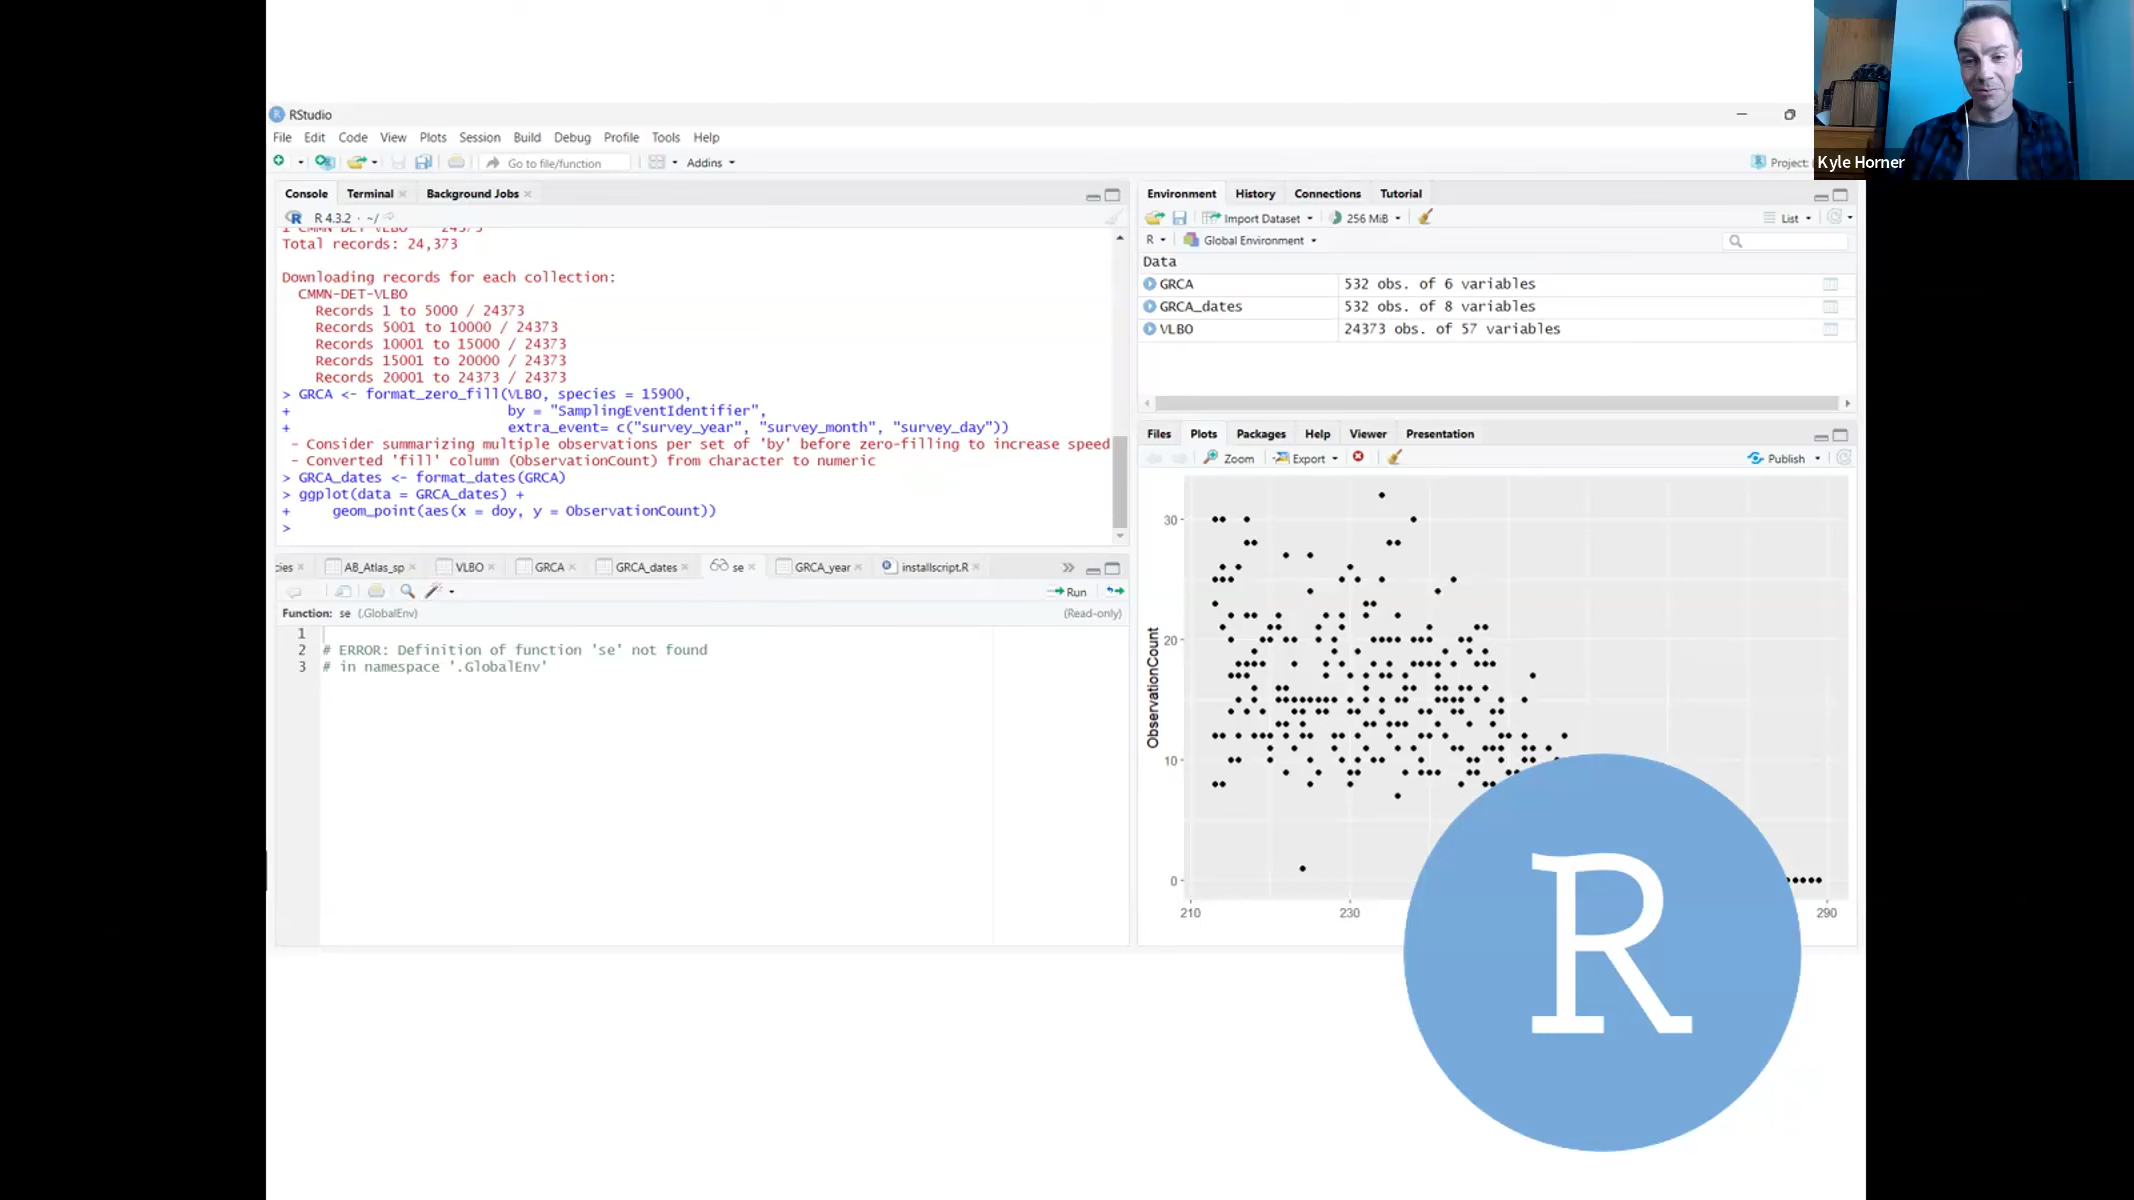 RStudio
File Edit Code View Plots Session Build Debug Profile Tools Help
Go to file/function Addins
Project:
Kyle Horner
Console Terminal Background Jobs
R 4.3.2 · ~/
1 CMMN-DET-VLBO 24373
Total records: 24,373
Downloading records for each collection:
CMMN-DET-VLBO
Records 1 to 5000 / 24373
Records 5001 to 10000 / 24373
Records 10001 to 15000 / 24373
Records 15001 to 20000 / 24373
Records 20001 to 24373 / 24373
> GRCA <- format_zero_fill(VLBO, species = 15900,
+ by = "SamplingEventIdentifier",
+ extra_event= c("survey_year", "survey_month", "survey_day"))
- Consider summarizing multiple observations per set of 'by' before zero-filling to increase speed
- Converted 'fill' column (ObservationCount) from character to numeric
> GRCA_dates <- format_dates(GRCA)
> ggplot(data = GRCA_dates) +
+ geom_point(aes(x = doy, y = ObservationCount))
>
cies AB_Atlas_sp VLBO GRCA GRCA_dates se GRCA_year installscript.R
Run
Function: se (.GlobalEnv) (Read-only)
1
2 # ERROR: Definition of function 'se' not found
3 # in namespace '.GlobalEnv'
Environment History Connections Tutorial
Import Dataset 256 MiB List
R Global Environment
Data
GRCA 532 obs. of 6 variables
GRCA_dates 532 obs. of 8 variables
VLBO 24373 obs. of 57 variables
Files Plots Packages Help Viewer Presentation
Zoom Export Publish
ObservationCount
30
20
10
0
210 230 290
R